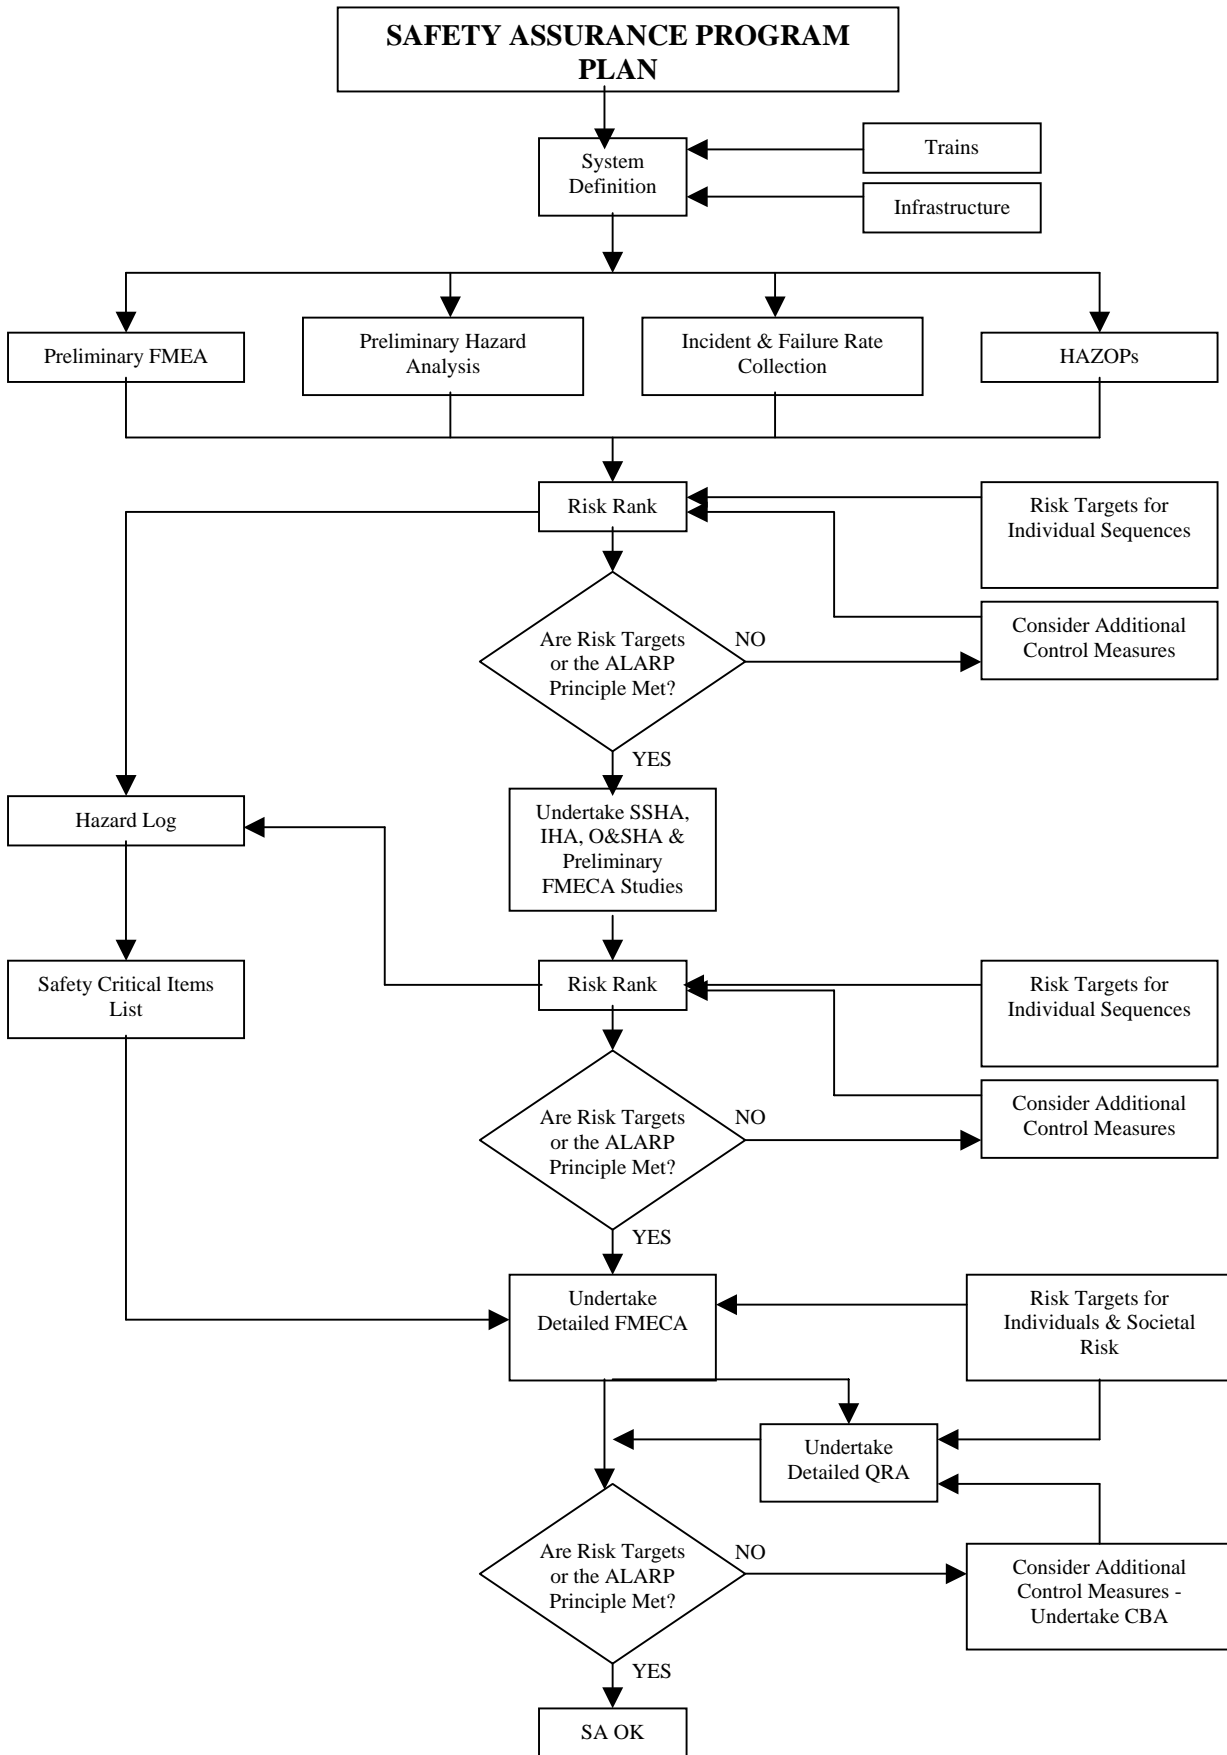 SAFETY ASSURANCE PROGRAM
PLAN
System
Definition
Trains
Infrastructure
Preliminary FMEA
Preliminary Hazard
Analysis
Incident & Failure Rate
Collection
HAZOPs
Risk Rank
Risk Targets for
Individual Sequences
Are Risk Targets
or the ALARP
Principle Met?
NO
Consider Additional
Control Measures
YES
Hazard Log
Undertake SSHA,
IHA, O&SHA &
Preliminary
FMECA Studies
Safety Critical Items
List
Risk Rank
Risk Targets for
Individual Sequences
Are Risk Targets
or the ALARP
Principle Met?
NO
Consider Additional
Control Measures
YES
Undertake
Detailed FMECA
Risk Targets for
Individuals & Societal
Risk
Undertake
Detailed QRA
Are Risk Targets
or the ALARP
Principle Met?
NO
Consider Additional
Control Measures -
Undertake CBA
YES
SA OK